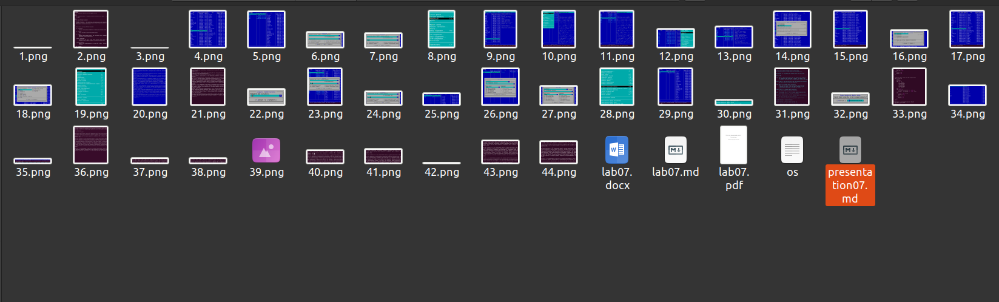 1.png 2.png 3.png 4.png 5.png 6.png 7.png 8.png 9.png 10.png 11.png 12.png 13.png 14.png 15.png 16.png 17.png
18.png 19.png 20.png 21.png 22.png 23.png 24.png 25.png 26.png 27.png 28.png 29.png 30.png 31.png 32.png 33.png 34.png
35.png 36.png 37.png 38.png 39.png 40.png 41.png 42.png 43.png 44.png lab07. lab07.md lab07. os presenta
docx pdf tion07.
md